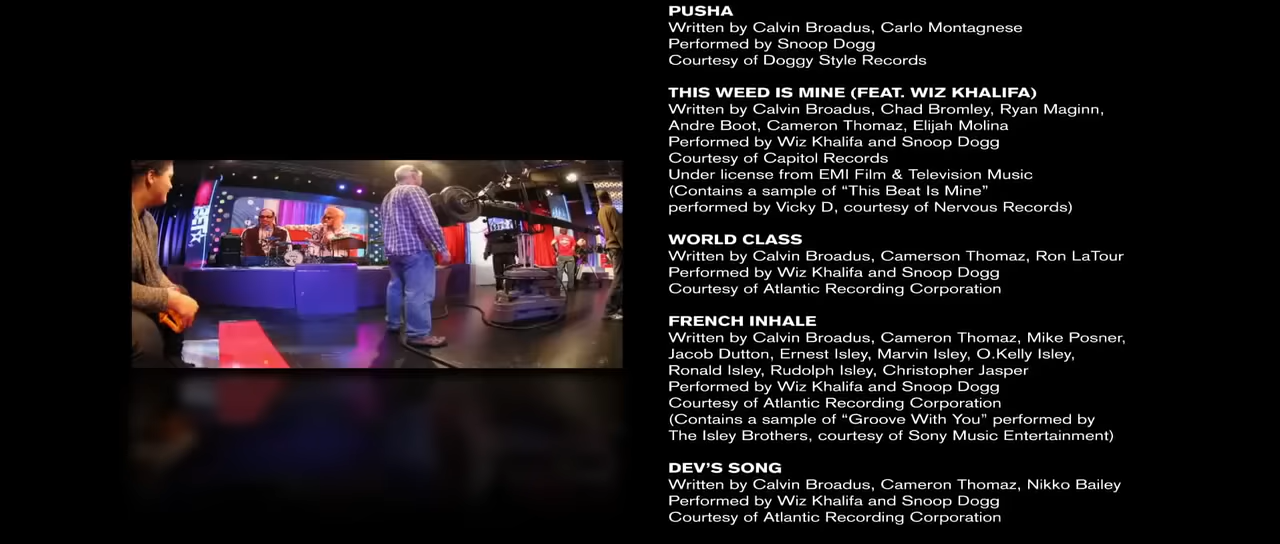 BET
PUSHA
Written by Calvin Broadus, Carlo Montagnese
Performed by Snoop Dogg
Courtesy of Doggy Style Records
THIS WEED IS MINE (FEAT. WIZ KHALIFA)
Written by Calvin Broadus, Chad Bromley, Ryan Maginn,
Andre Boot, Cameron Thomaz, Elijah Molina
Performed by Wiz Khalifa and Snoop Dogg
Courtesy of Capitol Records
Under license from EMI Film & Television Music
(Contains a sample of “This Beat Is Mine”
performed by Vicky D, courtesy of Nervous Records)
WORLD CLASS
Written by Calvin Broadus, Camerson Thomaz, Ron LaTour
Performed by Wiz Khalifa and Snoop Dogg
Courtesy of Atlantic Recording Corporation
FRENCH INHALE
Written by Calvin Broadus, Cameron Thomaz, Mike Posner,
Jacob Dutton, Ernest Isley, Marvin Isley, O.Kelly Isley,
Ronald Isley, Rudolph Isley, Christopher Jasper
Performed by Wiz Khalifa and Snoop Dogg
Courtesy of Atlantic Recording Corporation
(Contains a sample of “Groove With You” performed by
The Isley Brothers, courtesy of Sony Music Entertainment)
DEV’S SONG
Written by Calvin Broadus, Cameron Thomaz, Nikko Bailey
Performed by Wiz Khalifa and Snoop Dogg
Courtesy of Atlantic Recording Corporation